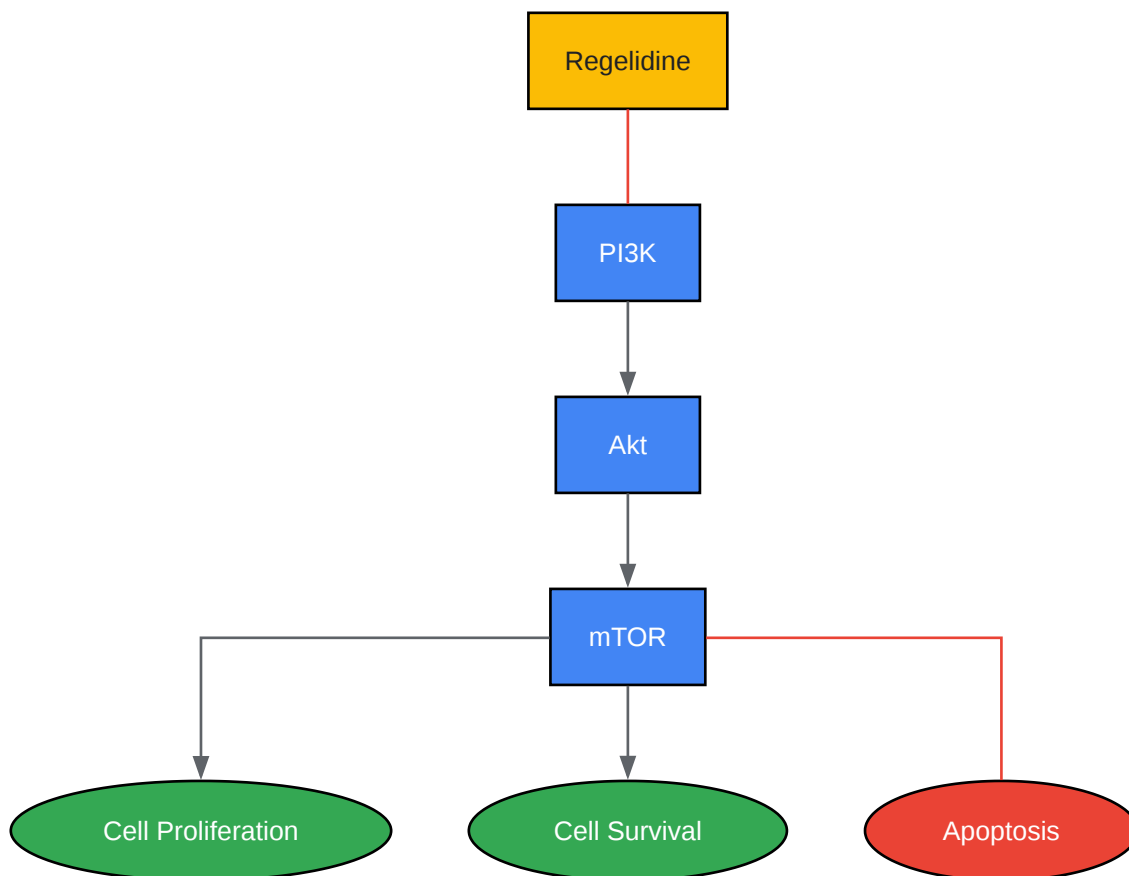 Regelidine
PI3K
Akt
mTOR
Cell Proliferation
Cell Survival
Apoptosis